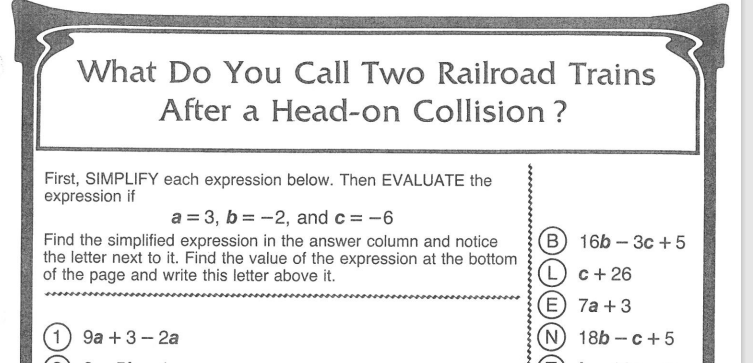 What Do You Call Two Railroad Trains
After a Head-on Collision ?
First, SIMPLIFY each expression below. Then EVALUATE the
expression if
a = 3, b = −2, and c = −6
Find the simplified expression in the answer column and notice
the letter next to it. Find the value of the expression at the bottom
of the page and write this letter above it.
1 9a + 3 − 2a
B 16b − 3c + 5
L c + 26
E 7a + 3
N 18b − c + 5